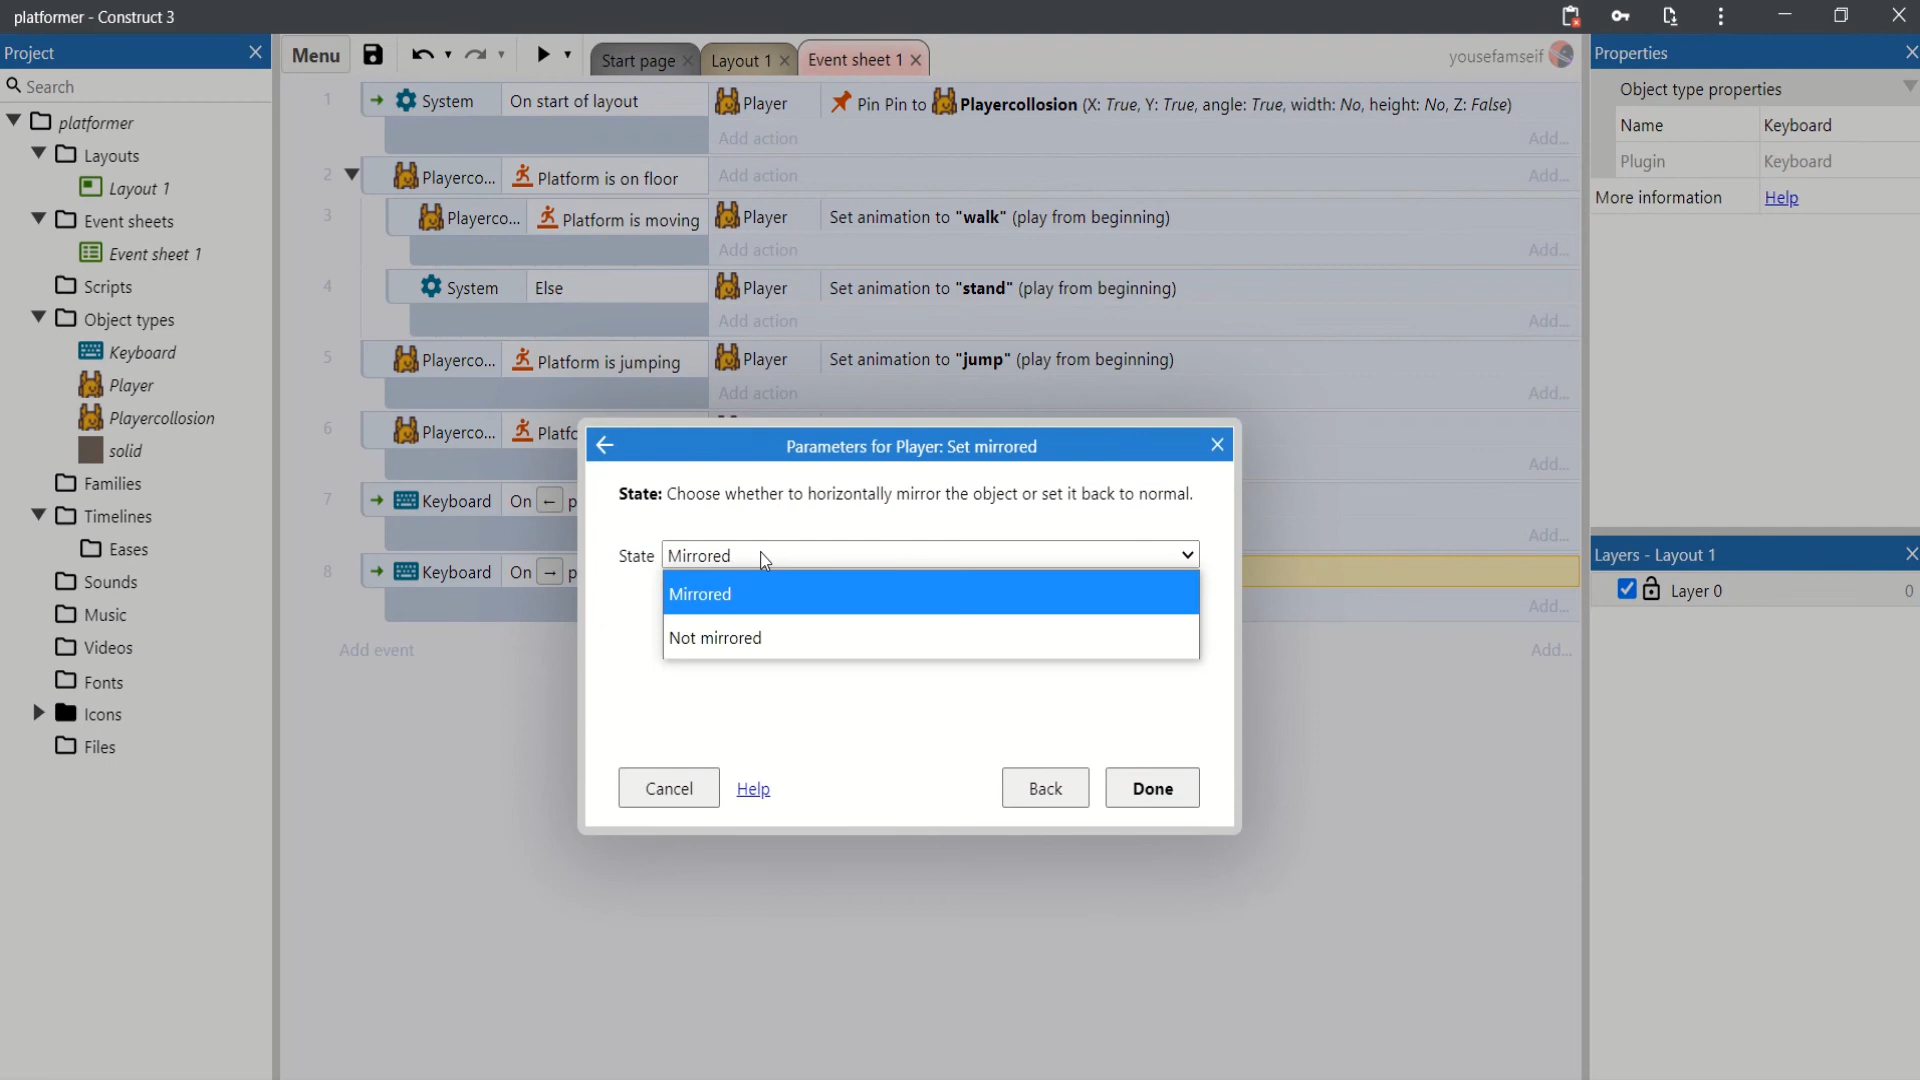 platformer - Construct 3
Project
Search
platformer
Layouts
Layout 1
Event sheets
Event sheet 1
Scripts
Object types
Keyboard
Player
Playercollosion
solid
Families
Timelines
Eases
Sounds
Music
Videos
Fonts
Icons
Files
Menu
Start page
Layout 1
Event sheet 1
yousefamseif
1 System On start of layout Player Pin Pin to Playercollosion (X: True, Y: True, angle: True, width: No, height: No, Z: False)
Add action Add...
2 Playerco... Platform is on floor Add action Add...
3 Playerco... Platform is moving Player Set animation to "walk" (play from beginning)
Add action Add...
4 System Else Player Set animation to "stand" (play from beginning)
Add action Add...
5 Playerco... Platform is jumping Player Set animation to "jump" (play from beginning)
Add action Add...
6 Playerco...
Add...
7 Keyboard On ←
Add...
8 Keyboard On →
Add...
Add event Add...
Parameters for Player: Set mirrored
State: Choose whether to horizontally mirror the object or set it back to normal.
State Mirrored
Mirrored
Not mirrored
Cancel Help Back Done
Properties
Object type properties
Name Keyboard
Plugin Keyboard
More information Help
Layers - Layout 1
Layer 0 0